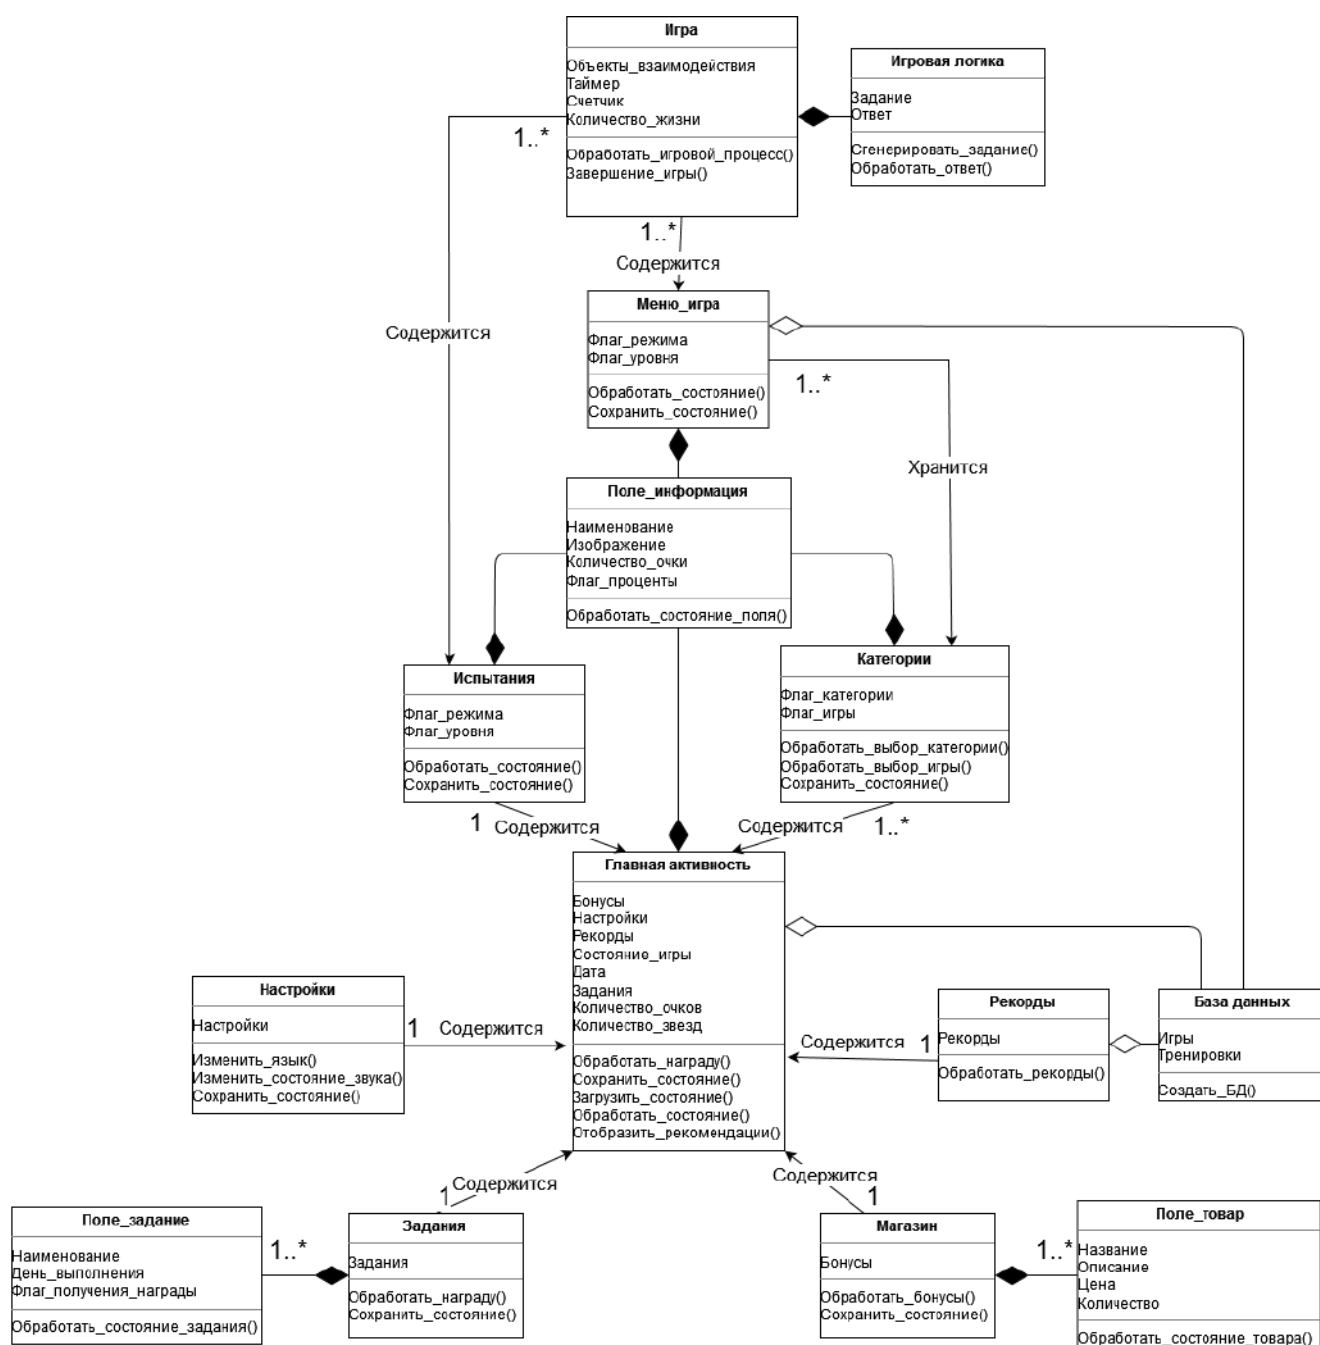 Игра
Объекты_взаимодействия
Таймер
Счетчик
Количество_жизни
Обработать_игровой_процесс()
Завершение_игры()
Игровая логика
Задание
Ответ
Сгенерировать_задание()
Обработать_ответ()
1..*
1..*
Содержится
Содержится
Меню_игра
Флаг_режима
Флаг_уровня
Обработать_состояние()
Сохранить_состояние()
1..*
Хранится
Поле_информация
Наименование
Изображение
Количество_очки
Флаг_проценты
Обработать_состояние_поля()
Испытания
Флаг_режима
Флаг_уровня
Обработать_состояние()
Сохранить_состояние()
Категории
Флаг_категории
Флаг_игры
Обработать_выбор_категории()
Обработать_выбор_игры()
Сохранить_состояние()
1 Содержится
Содержится 1..*
Главная активность
Бонусы
Настройки
Рекорды
Состояние_игры
Дата
Задания
Количество_очков
Количество_звезд
Обработать_награду()
Сохранить_состояние()
Загрузить_состояние()
Обработать_состояние()
Отобразить_рекомендации()
Настройки
Настройки
Изменить_язык()
Изменить_состояние_звука()
Сохранить_состояние()
1 Содержится
Содержится 1
Рекорды
Рекорды
Обработать_рекорды()
База данных
Игры
Тренировки
Создать_БД()
1 Содержится
Содержится
1
Поле_задание
Наименование
День_выполнения
Флаг_получения_награды
Обработать_состояние_задания()
1..*
Задания
Задания
Обработать_награду()
Сохранить_состояние()
Магазин
Бонусы
Обработать_бонусы()
Сохранить_состояние()
1..*
Поле_товар
Название
Описание
Цена
Количество
Обработать_состояние_товара()